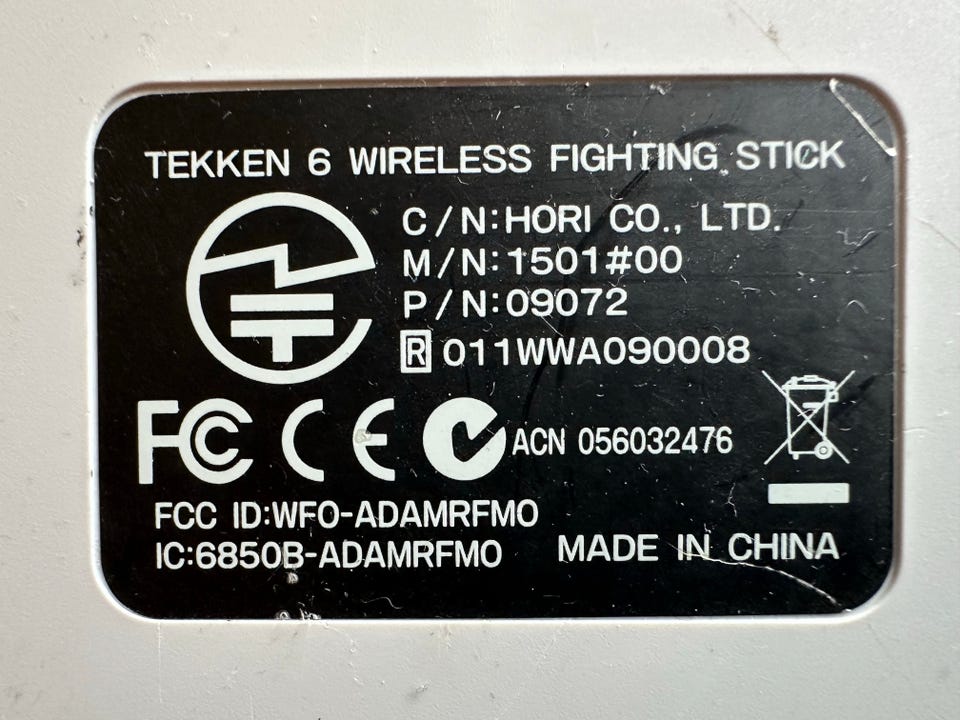 TEKKEN 6 WIRELESS FIGHTING STICK
C/N:HORI CO., LTD.
M/N:1501#00
P/N:09072
R 011WWA090008
FC CE ACN 056032476
FCC ID:WFO-ADAMRFMO
IC:6850B-ADAMRFMO
MADE IN CHINA